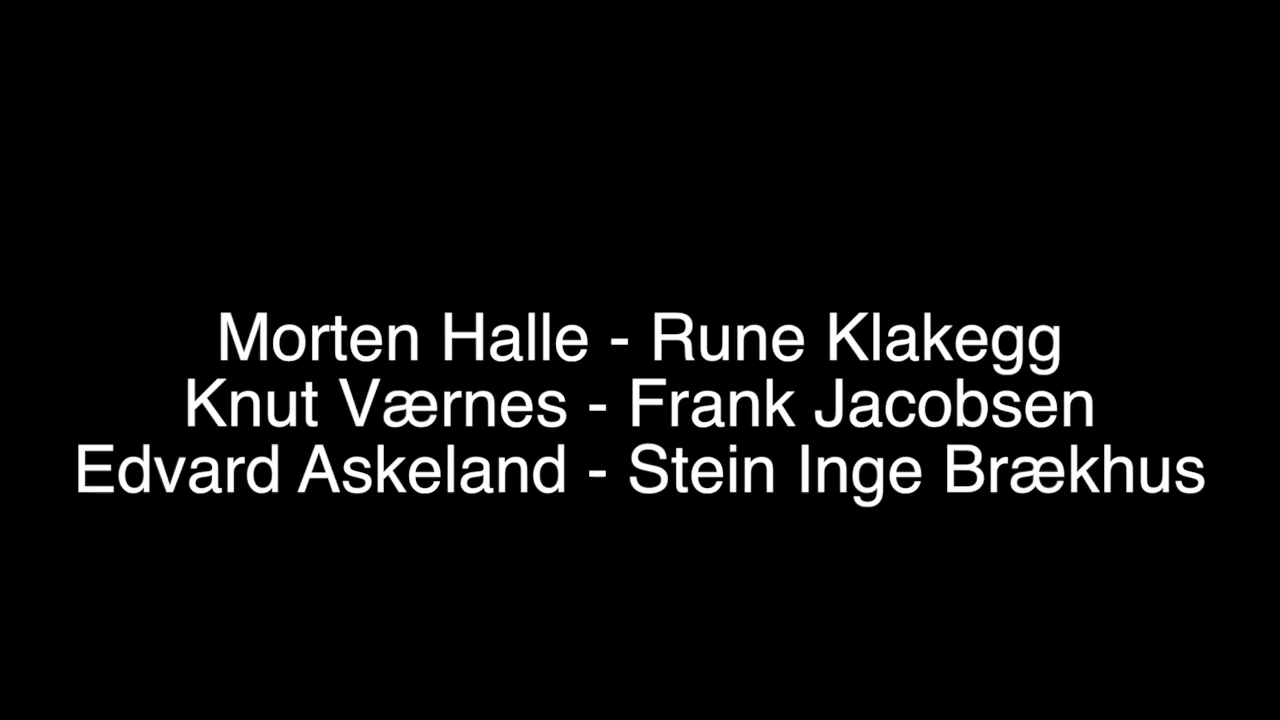 Morten Halle - Rune Klakegg
Knut Værnes - Frank Jacobsen
Edvard Askeland - Stein Inge Brækhus